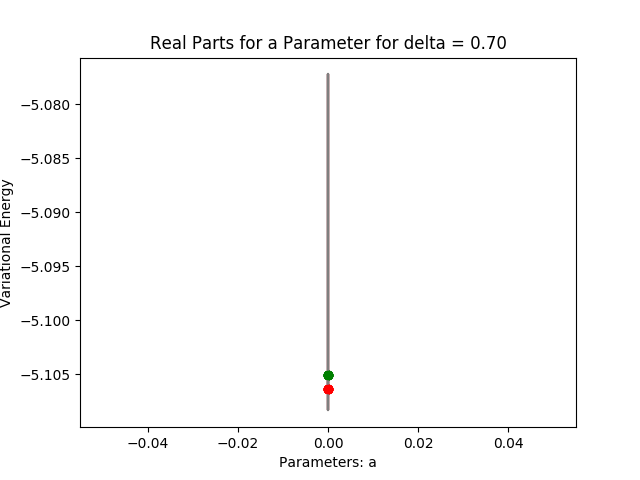 Real Parts for a Parameter for delta = 0.70
Variational Energy
−5.080
−5.085
−5.090
−5.095
−5.100
−5.105
−0.04 −0.02 0.00 0.02 0.04
Parameters: a